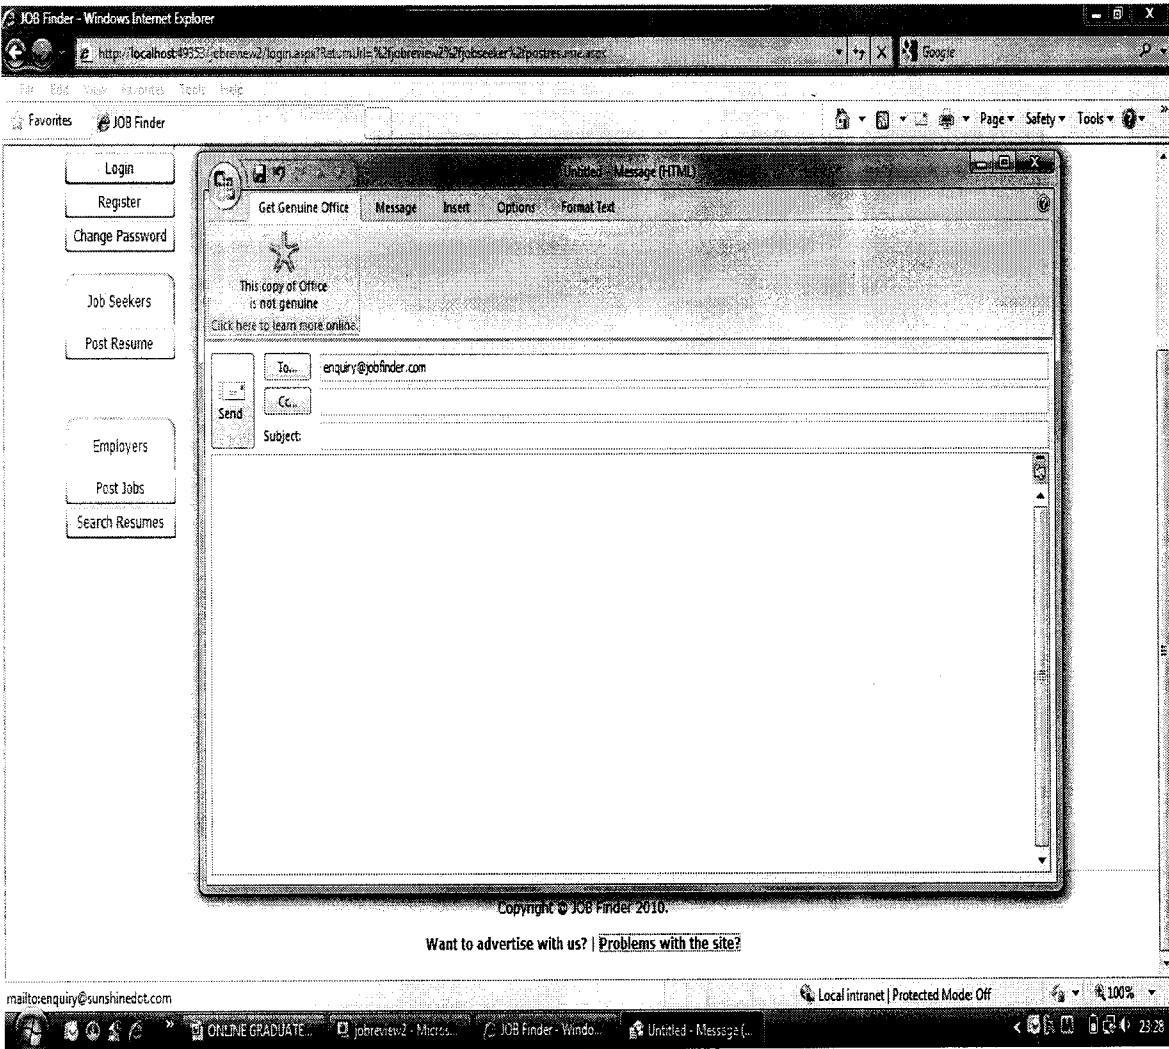 JOB Finder - Windows Internet Explorer
Google
Favorites JOB Finder Page Safety Tools
Login
Register
Change Password
Job Seekers
Post Resume
Employers
Post Jobs
Search Resumes
Untitled - Message (HTML)
Get Genuine Office Message Insert Options Format Text
This copy of Office
is not genuine
Click here to learn more online.
To... enquiry@jobfinder.com
Cc...
Send
Subject:
Copyright © JOB Finder 2010.
Want to advertise with us? | Problems with the site?
mailto:enquiry@sunshinedct.com Local intranet | Protected Mode: Off 100%
ONLINE GRADUATE... jobreview2 - Micros... JOB Finder - Windo... Untitled - Message (... 23:28